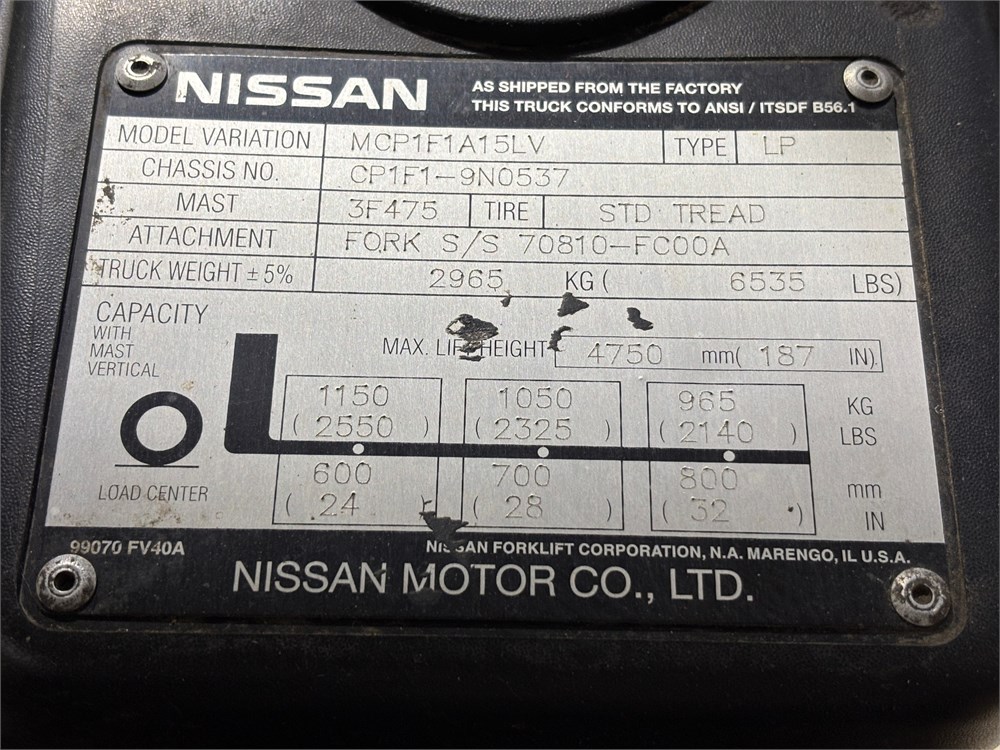 NISSAN
AS SHIPPED FROM THE FACTORY
THIS TRUCK CONFORMS TO ANSI / ITSDF B56.1
MODEL VARIATION MCP1F1A15LV TYPE LP
CHASSIS NO. CP1F1-9N0537
MAST 3F475 TIRE STD TREAD
ATTACHMENT FORK S/S 70810-FC00A
TRUCK WEIGHT ± 5% 2965 KG ( 6535 LBS)
CAPACITY
WITH
MAST
VERTICAL
MAX. LIFT HEIGHT 4750 mm( 187 IN).
1150 1050 965 KG
( 2550 ) ( 2325 ) ( 2140 ) LBS
600 700 800 mm
( 24 ) ( 28 ) ( 32 ) IN
LOAD CENTER
99070 FV40A
NISSAN FORKLIFT CORPORATION, N.A. MARENGO, IL U.S.A.
NISSAN MOTOR CO., LTD.